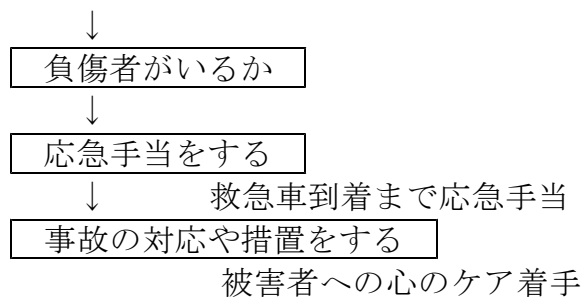 ↓
負傷者がいるか
↓
応急手当をする
↓ 救急車到着まで応急手当
事故の対応や措置をする
被害者への心のケア着手